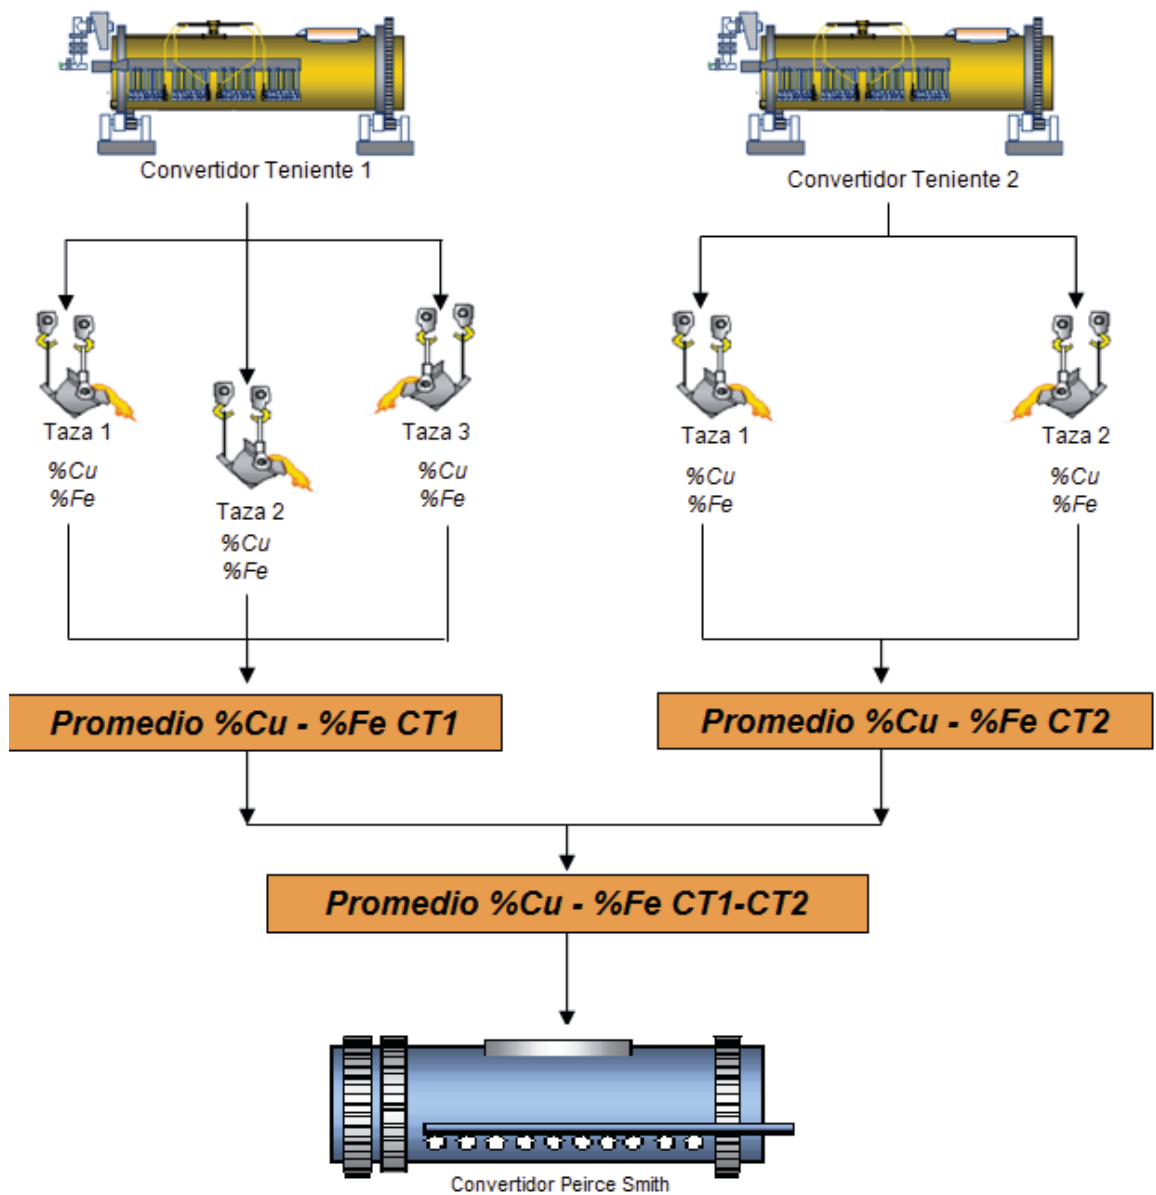 Convertidor Teniente 1
Convertidor Teniente 2
Taza 1
%Cu
%Fe
Taza 2
%Cu
%Fe
Taza 3
%Cu
%Fe
Taza 1
%Cu
%Fe
Taza 2
%Cu
%Fe
Promedio %Cu - %Fe CT1
Promedio %Cu - %Fe CT2
Promedio %Cu - %Fe CT1-CT2
Convertidor Peirce Smith